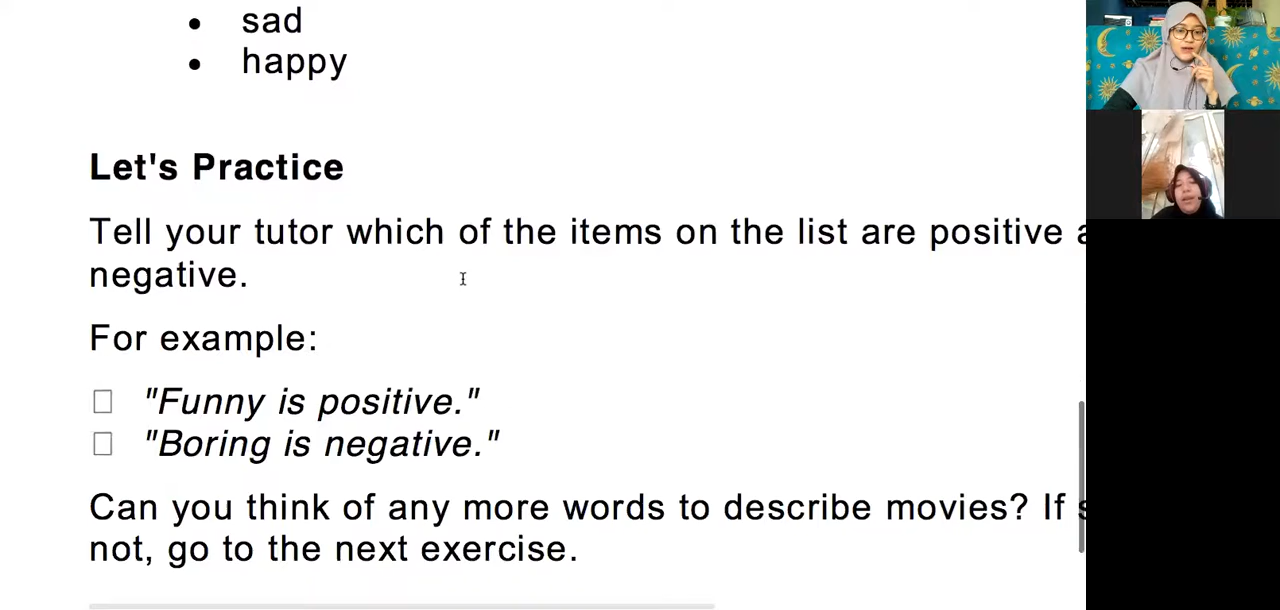 • sad
• happy
Let's Practice
Tell your tutor which of the items on the list are positive
negative.
For example:
"Funny is positive."
"Boring is negative."
Can you think of any more words to describe movies? If
not, go to the next exercise.